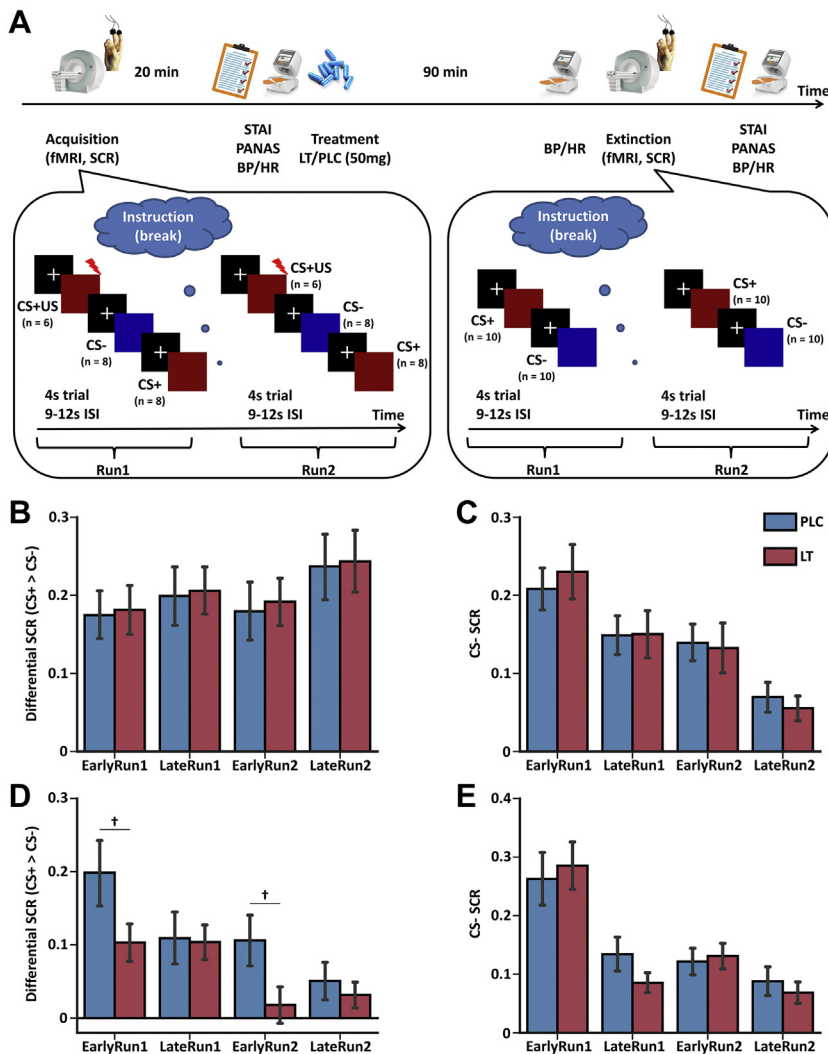 A
20 min
90 min
Time
Acquisition
(fMRI, SCR)
STAI
PANAS
BP/HR
Treatment
LT/PLC (50mg)
BP/HR
Extinction
(fMRI, SCR)
STAI
PANAS
BP/HR
Instruction
(break)
CS+US
(n = 6)
CS-
(n = 8)
CS+
(n = 8)
CS+US
(n = 6)
CS-
(n = 8)
CS+
(n = 8)
4s trial
9-12s ISI
4s trial
9-12s ISI
Time
Run1
Run2
Instruction
(break)
CS+
(n = 10)
CS-
(n = 10)
CS+
(n = 10)
CS-
(n = 10)
4s trial
9-12s ISI
4s trial
9-12s ISI
Time
Run1
Run2
B
Differential SCR (CS+ > CS-)
0.3
0.2
0.1
0
EarlyRun1 LateRun1 EarlyRun2 LateRun2
C
CS- SCR
0.3
0.2
0.1
0
PLC
LT
EarlyRun1 LateRun1 EarlyRun2 LateRun2
D
Differential SCR (CS+ > CS-)
0.3
0.2
0.1
0
†
†
EarlyRun1 LateRun1 EarlyRun2 LateRun2
E
CS- SCR
0.4
0.3
0.2
0.1
0
EarlyRun1 LateRun1 EarlyRun2 LateRun2